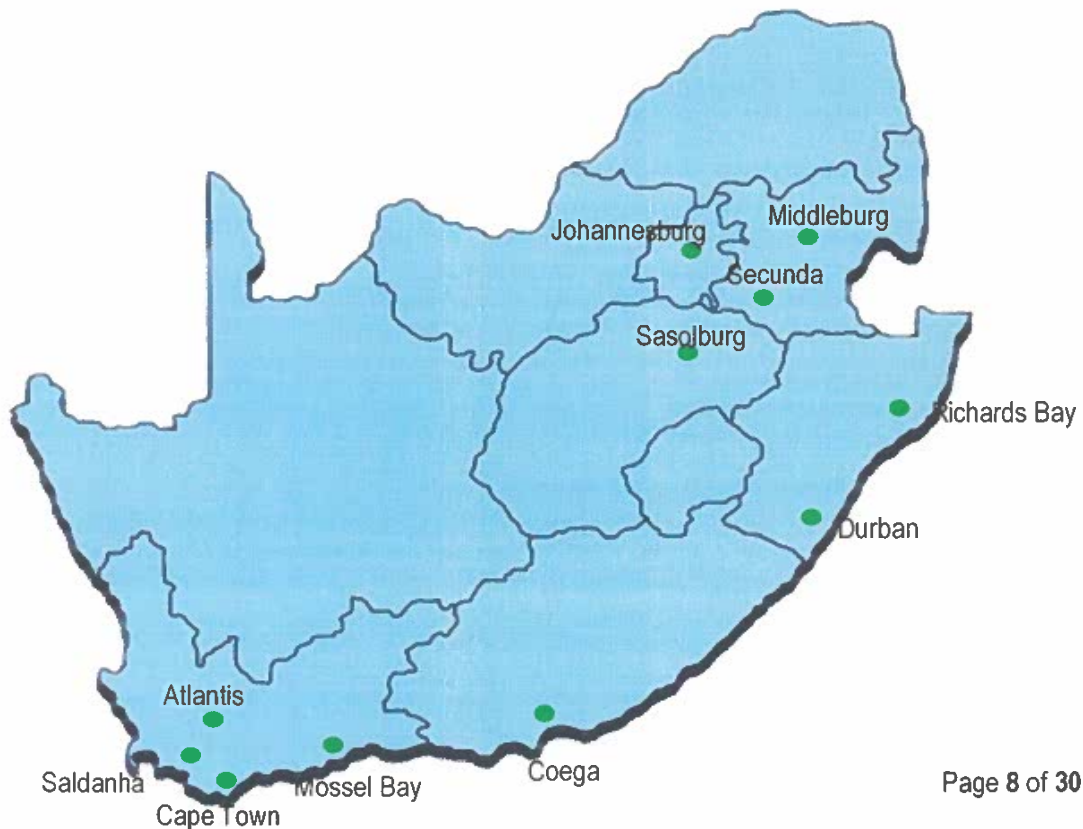 Middleburg
Johannesburg
Secunda
Sasolburg
Richards Bay
Durban
Atlantis
Coega
Saldanha
Mossel Bay
Cape Town
Page 8 of 30